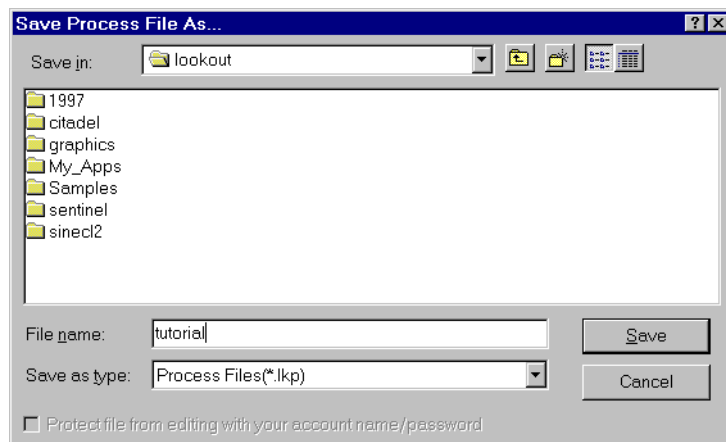 Save Process File As...
Save in: lookout
1997
citadel
graphics
My_Apps
Samples
sentinel
sinecl2
File name: tutorial Save
Save as type: Process Files(*.lkp) Cancel
Protect file from editing with your account name/password